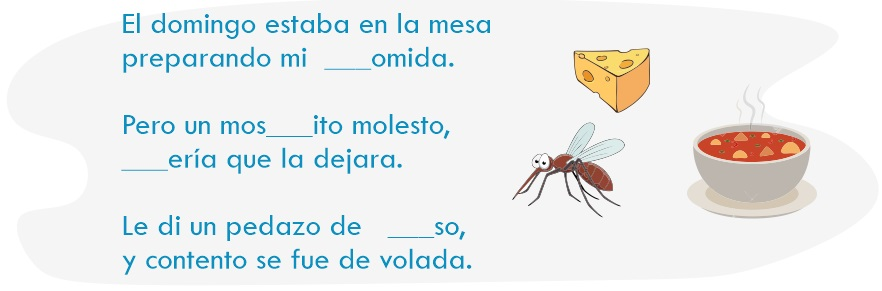 El domingo estaba en la mesa
preparando mi ___omida.
Pero un mos___ito molesto,
___ería que la dejara.
Le di un pedazo de ___so,
y contento se fue de volada.